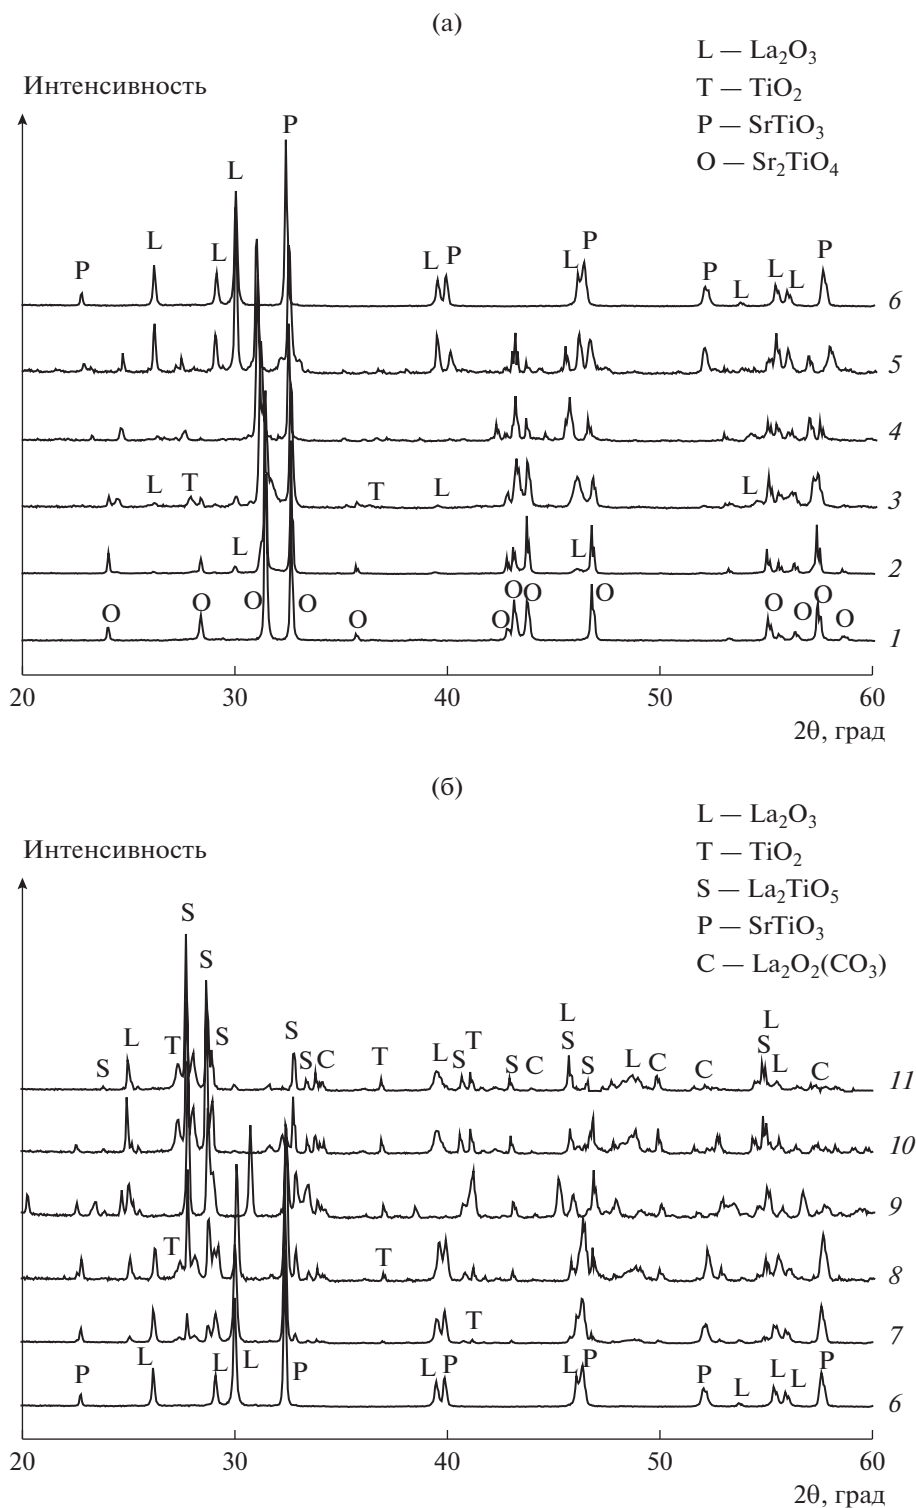 (а)
L — La₂O₃
Интенсивность
T — TiO₂
P
P — SrTiO₃
O — Sr₂TiO₄
L
P L L L P L P P L L L P
6
5
4
L T T L L
3
L L
2
O O O O O O O O O O O O O
1
20 30 40 50 60
2θ, град
(б)
L — La₂O₃
Интенсивность
T — TiO₂
S — La₂TiO₅
S
P — SrTiO₃
S
C — La₂O₂(CO₃)
S L T S S S C T L S T S C L S S L C C L S L C
11
10
9
T T
8
T
7
P L L L P L P L P P L L L P
6
20 30 40 50 60
2θ, град